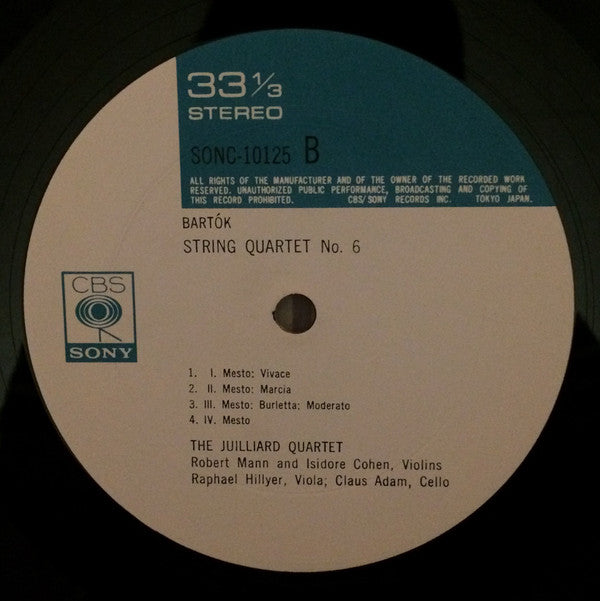 33 1/3
STEREO
SONC-10125 B
ALL RIGHTS OF THE MANUFACTURER AND OF THE OWNER OF THE RECORDED WORK
RESERVED. UNAUTHORIZED PUBLIC PERFORMANCE, BROADCASTING AND COPYING OF
THIS RECORD PROHIBITED. CBS/SONY RECORDS INC. TOKYO JAPAN.
BARTÓK
STRING QUARTET No. 6
CBS
SONY
1. I. Mesto: Vivace
2. II. Mesto: Marcia
3. III. Mesto: Burletta: Moderato
4. IV. Mesto
THE JUILLIARD QUARTET
Robert Mann and Isidore Cohen, Violins
Raphael Hillyer, Viola; Claus Adam, Cello